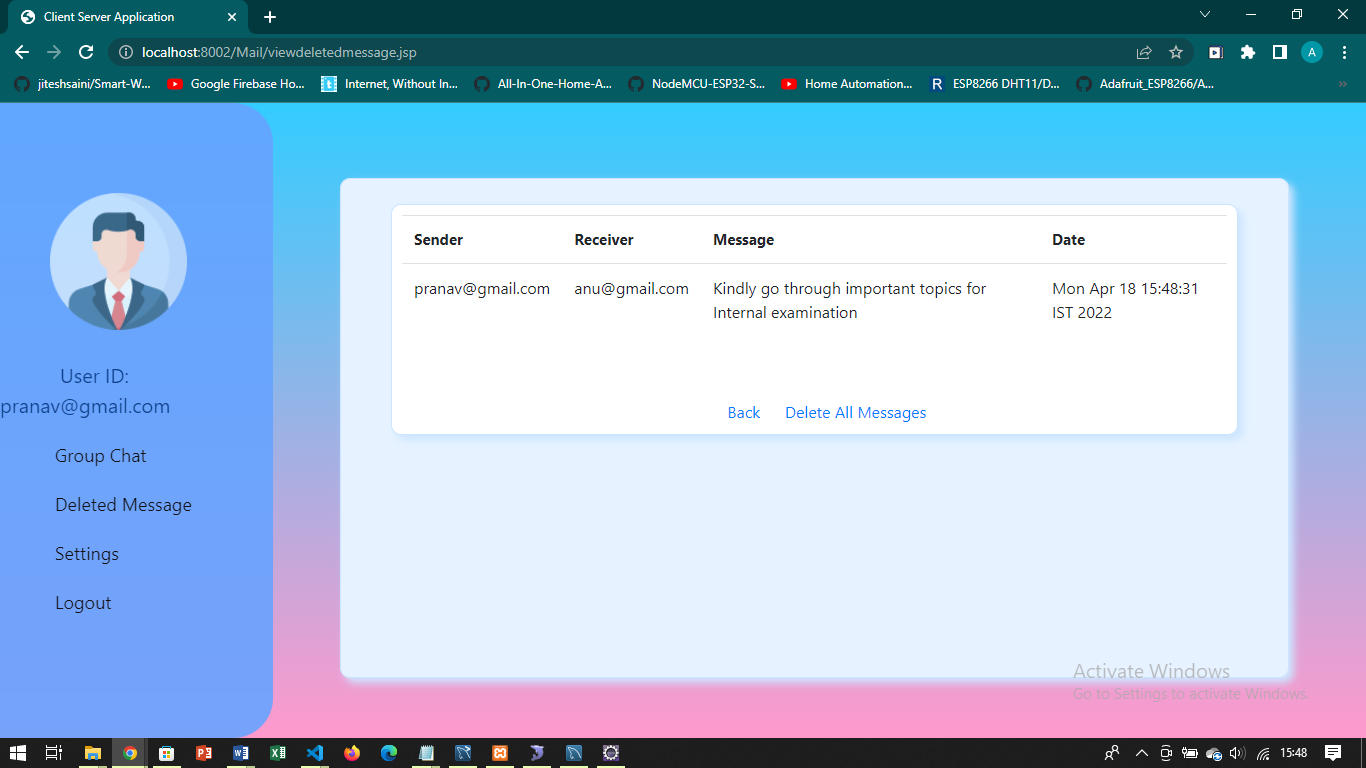 Client Server Application
localhost:8002/Mail/viewdeletedmessage.jsp
A
jiteshsaini/Smart-W... Google Firebase Ho... Internet, Without In... All-In-One-Home-A... NodeMCU-ESP32-S... Home Automation... R ESP8266 DHT11/D... Adafruit_ESP8266/A... »
Sender Receiver Message Date
pranav@gmail.com anu@gmail.com Kindly go through important topics for Mon Apr 18 15:48:31
Internal examination IST 2022
Back Delete All Messages
User ID:
pranav@gmail.com
Group Chat
Deleted Message
Settings
Logout
Activate Windows
Go to Settings to activate Windows.
15:48